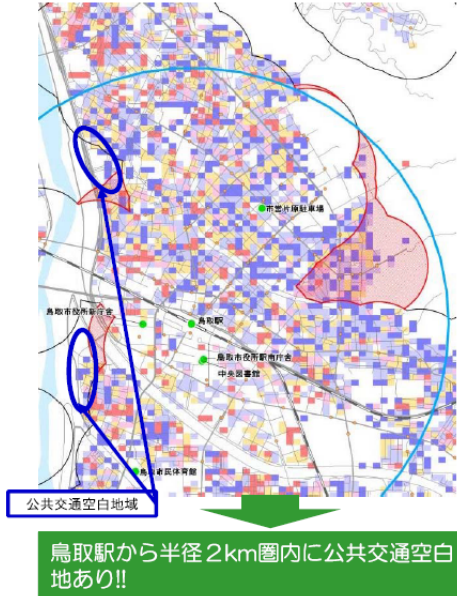 市営片原駐車場
鳥取市役所新庁舎
鳥取駅
鳥取市役所駅南庁舎
中央図書館
鳥取市民体育館
公共交通空白地域
鳥取駅から半径２km圏内に公共交通空白
地あり!!